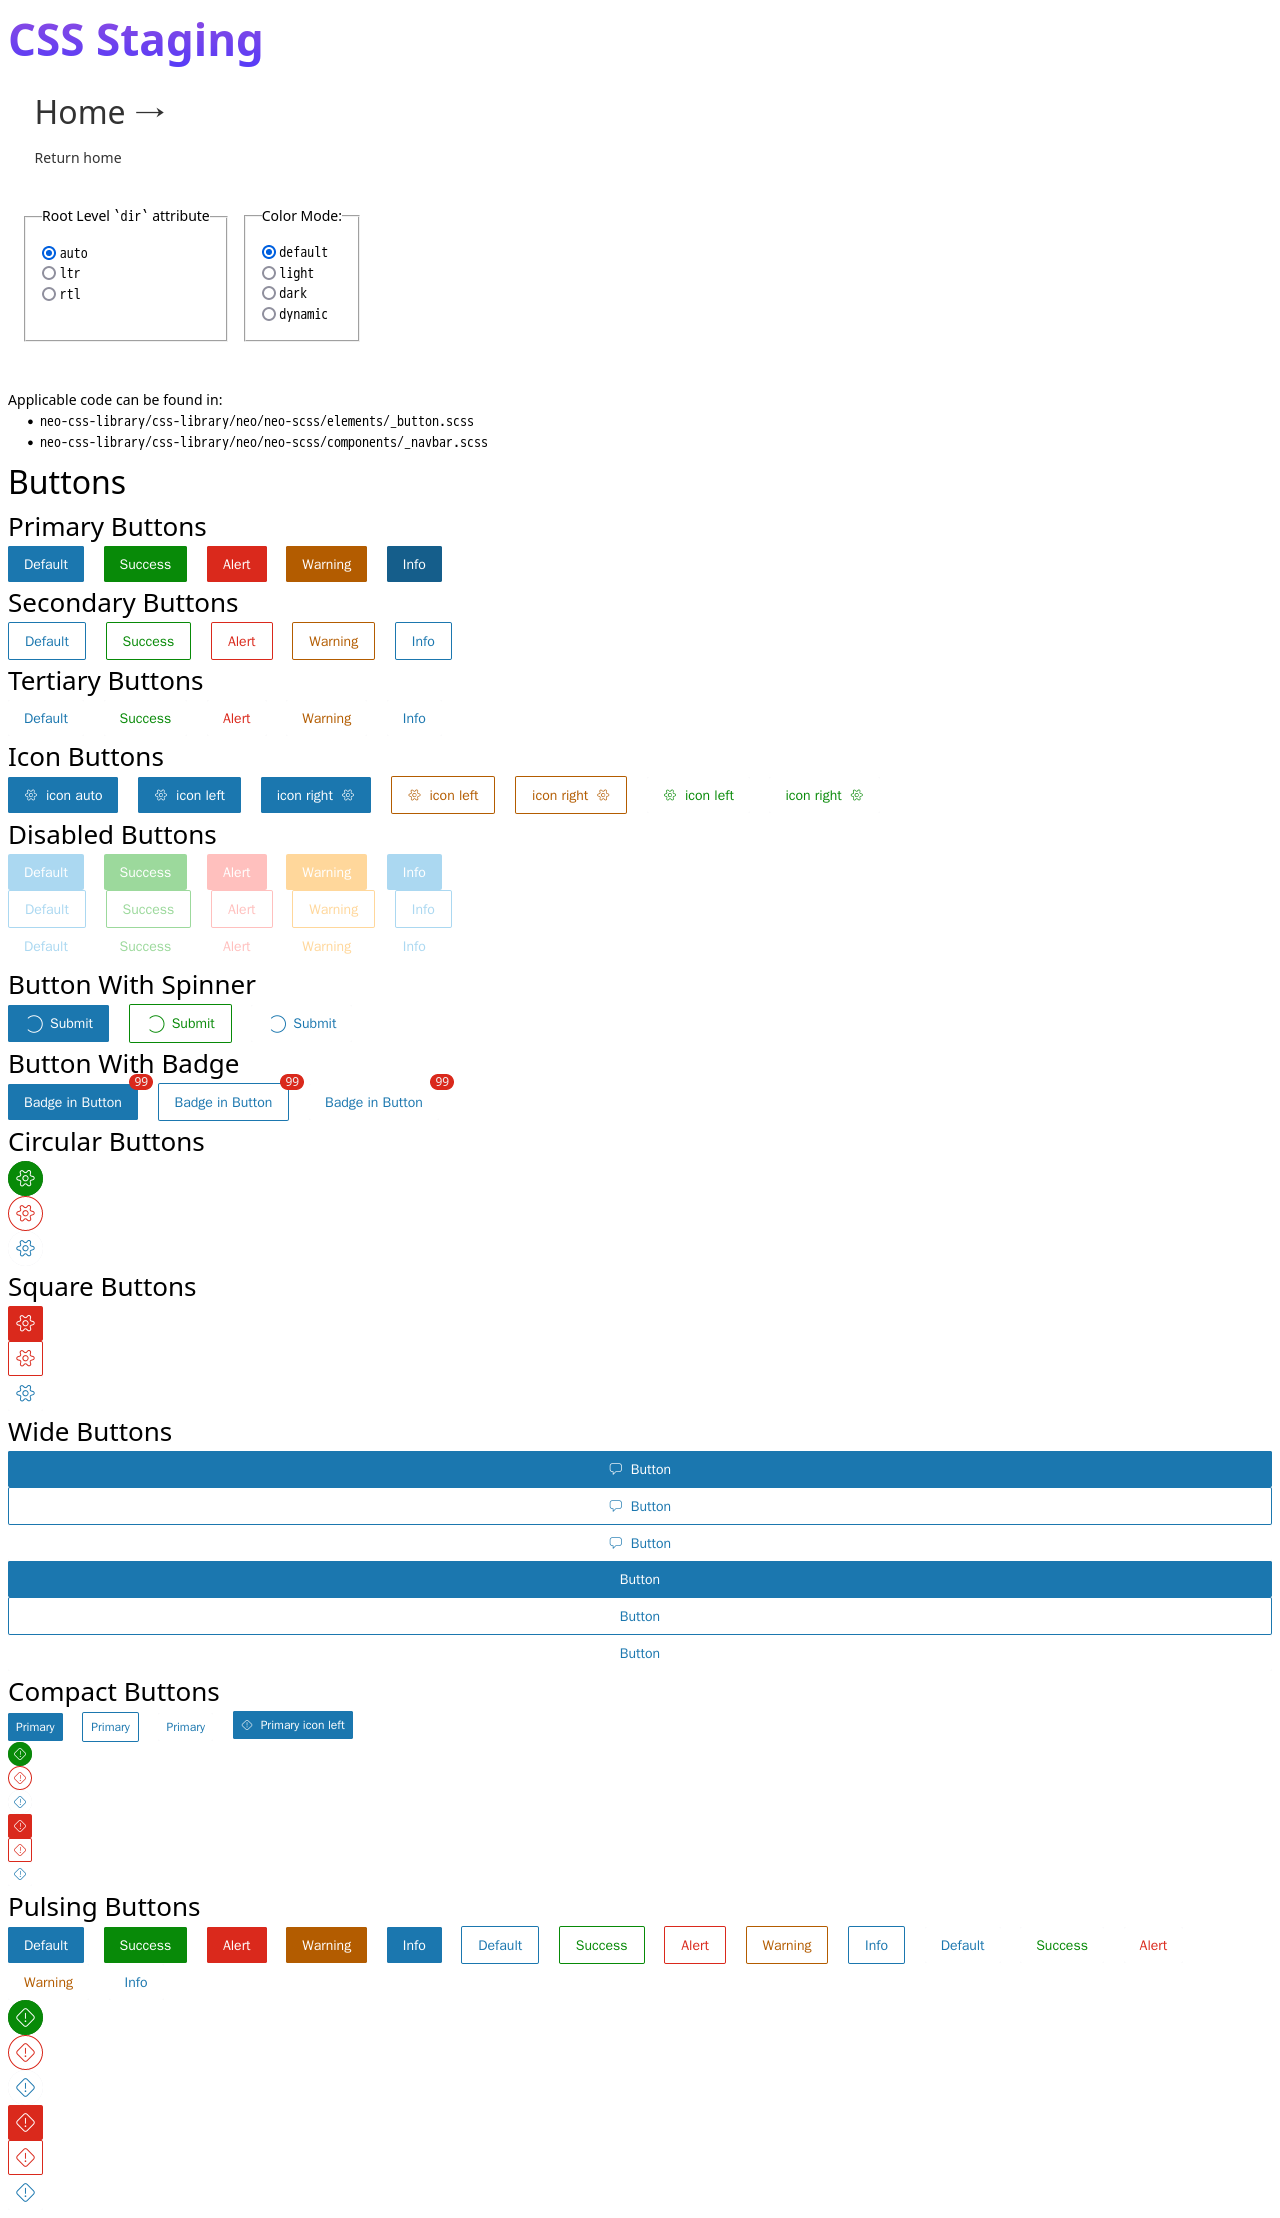 CSS Staging
Home →
Return home
Root Level `dir` attribute
auto
ltr
rtl
Color Mode:
default
light
dark
dynamic
Applicable code can be found in:
• neo-css-library/css-library/neo/neo-scss/elements/_button.scss
• neo-css-library/css-library/neo/neo-scss/components/_navbar.scss
Buttons
Primary Buttons
Default Success Alert Warning Info
Secondary Buttons
Default Success Alert Warning Info
Tertiary Buttons
Default Success Alert Warning Info
Icon Buttons
icon auto icon left icon right icon left icon right icon left icon right
Disabled Buttons
Default Success Alert Warning Info
Default Success Alert Warning Info
Default Success Alert Warning Info
Button With Spinner
Submit Submit Submit
Button With Badge
99 99 99
Badge in Button Badge in Button Badge in Button
Circular Buttons
Square Buttons
Wide Buttons
Button
Button
Button
Button
Button
Button
Compact Buttons
Primary Primary Primary Primary icon left
Pulsing Buttons
Default Success Alert Warning Info Default Success Alert Warning Info Default Success Alert
Warning Info